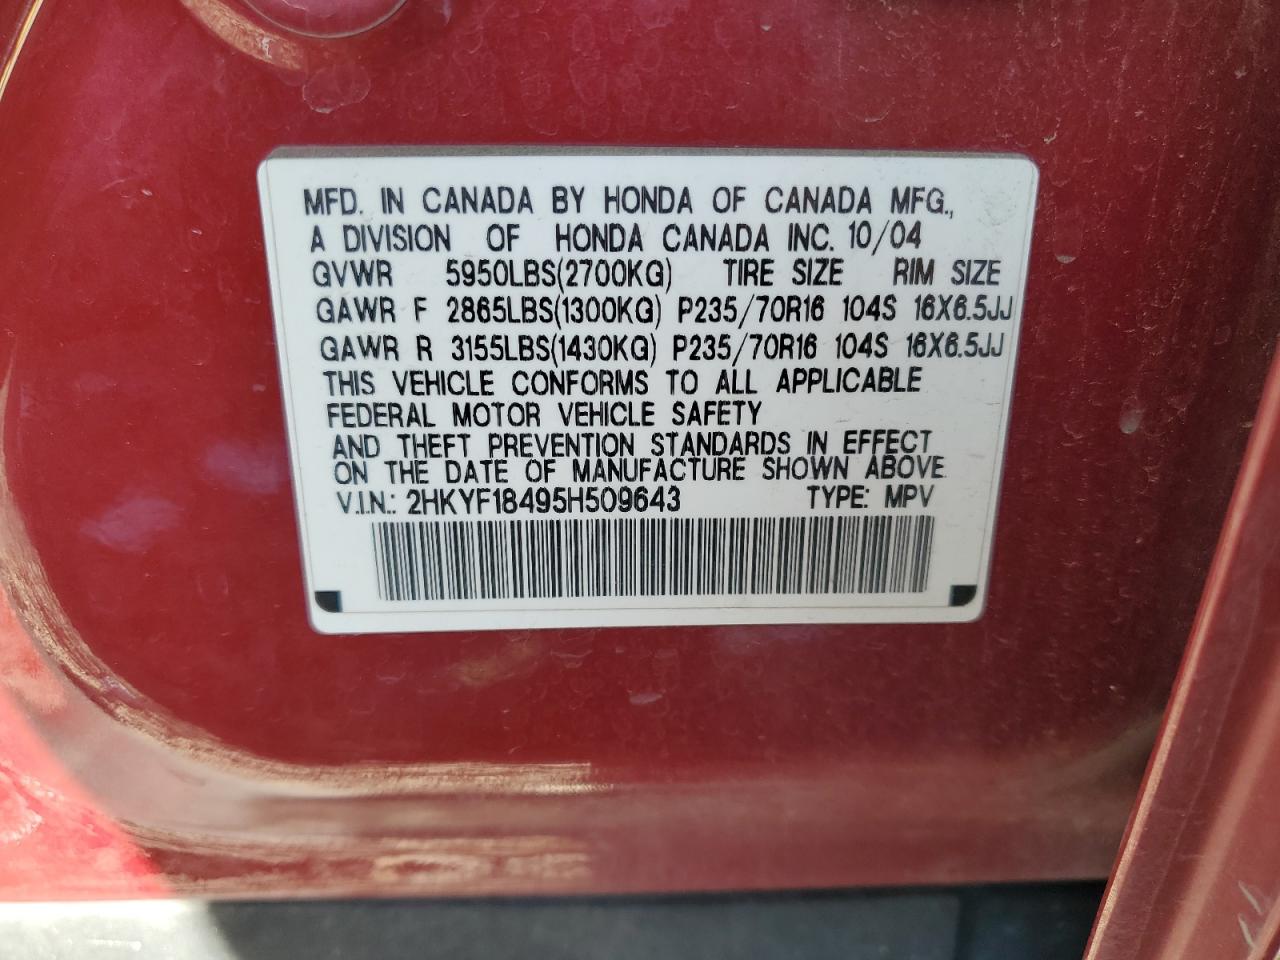 MFD. IN CANADA BY HONDA OF CANADA MFG.,
A DIVISION OF HONDA CANADA INC. 10/04
GVWR 5950LBS(2700KG) TIRE SIZE RIM SIZE
GAWR F 2865LBS(1300KG) P235/70R16 104S 16X6.5JJ
GAWR R 3155LBS(1430KG) P235/70R16 104S 16X6.5JJ
THIS VEHICLE CONFORMS TO ALL APPLICABLE
FEDERAL MOTOR VEHICLE SAFETY
AND THEFT PREVENTION STANDARDS IN EFFECT
ON THE DATE OF MANUFACTURE SHOWN ABOVE
V.I.N.: 2HKYF18495H509643 TYPE: MPV